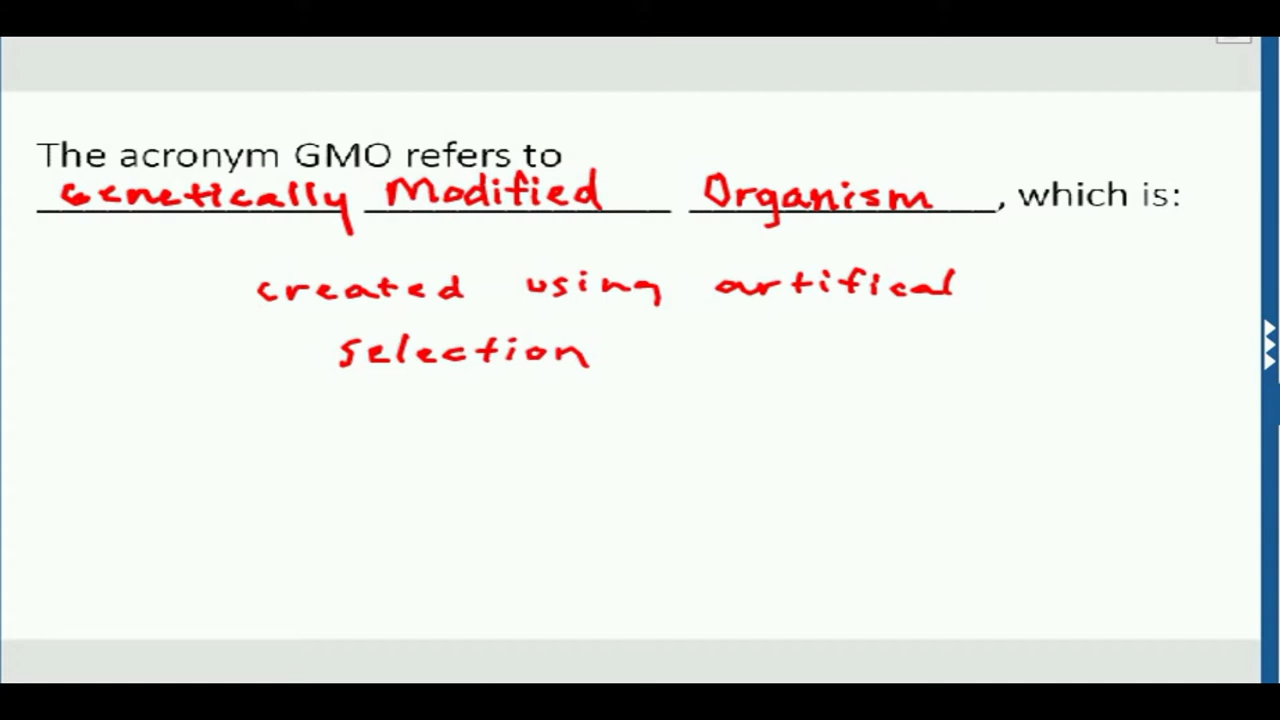 The acronym GMO refers to
Genetically Modified Organism, which is:
created using artifical
selection